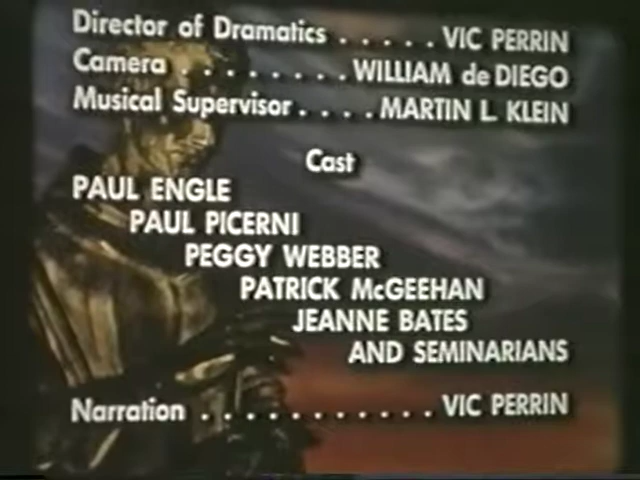 Director of Dramatics . . . . . VIC PERRIN
Camera . . . . . . . . WILLIAM de DIEGO
Musical Supervisor . . . . MARTIN L. KLEIN
Cast
PAUL ENGLE
PAUL PICERNI
PEGGY WEBBER
PATRICK McGEEHAN
JEANNE BATES
AND SEMINARIANS
Narration . . . . . . . . . . . . VIC PERRIN